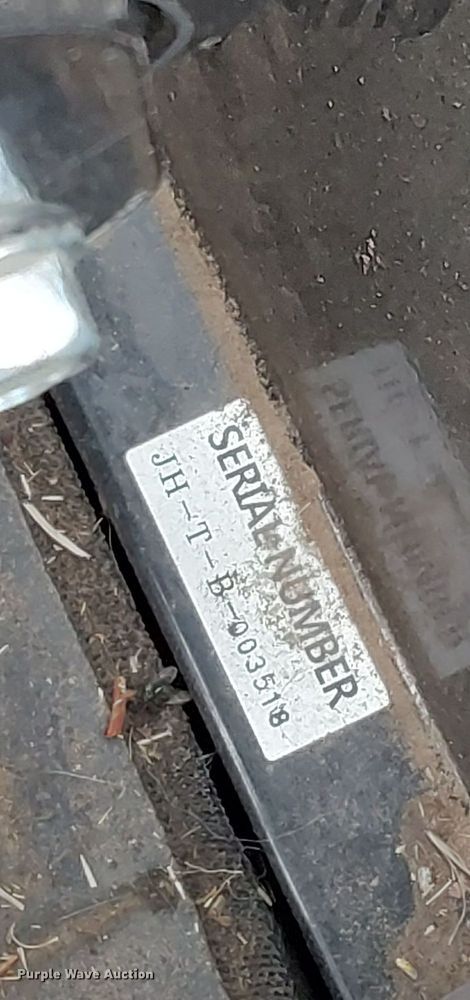 SERIAL NUMBER
JH-T-B-003518
Purple Wave Auction